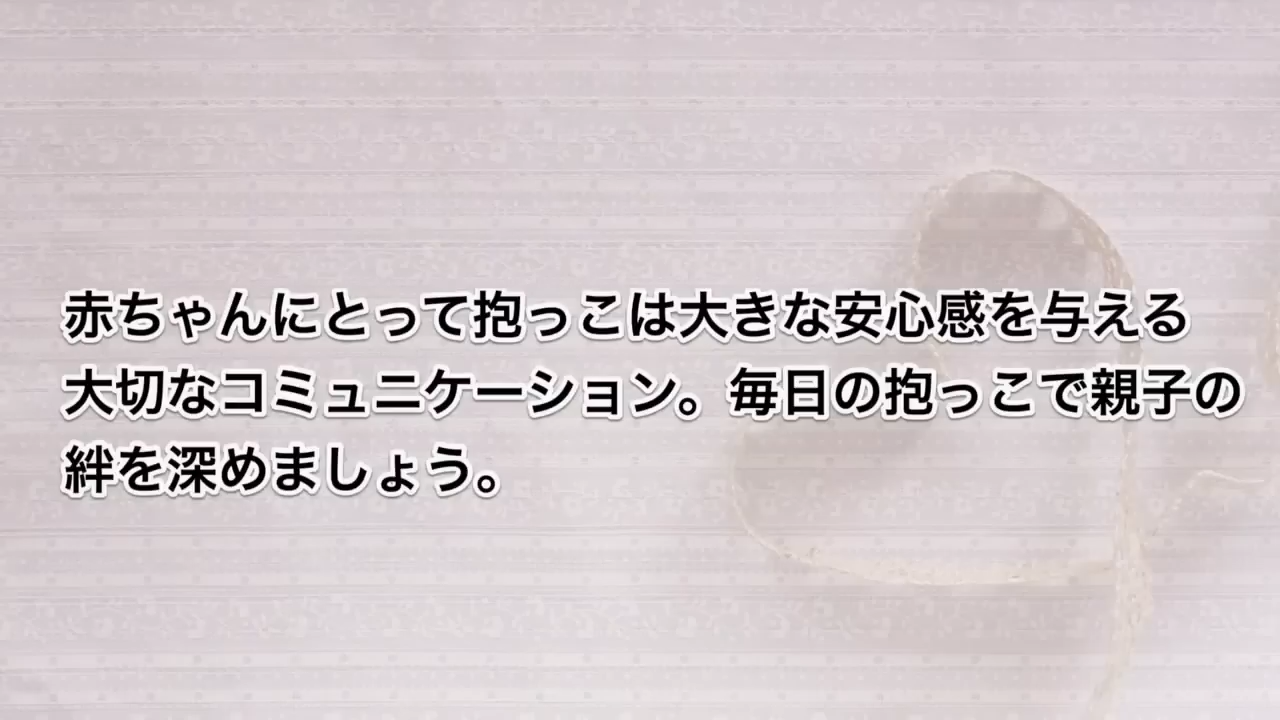 赤ちゃんにとって抱っこは大きな安心感を与える
大切なコミュニケーション。毎日の抱っこで親子の
絆を深めましょう。